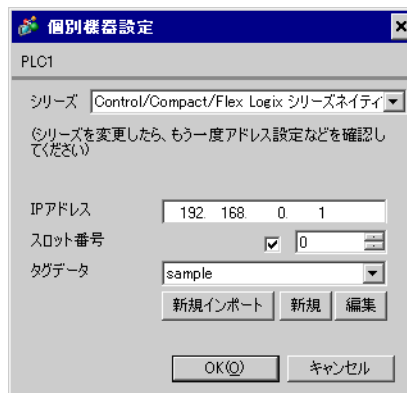 個別機器設定
PLC1
シリーズ Control/Compact/Flex Logix シリーズネイティ
(シリーズを変更したら、もう一度アドレス設定などを確認し
てください)
IPアドレス 192. 168. 0. 1
スロット番号 0
タグデータ sample
新規インポート 新規 編集
OK(O) キャンセル